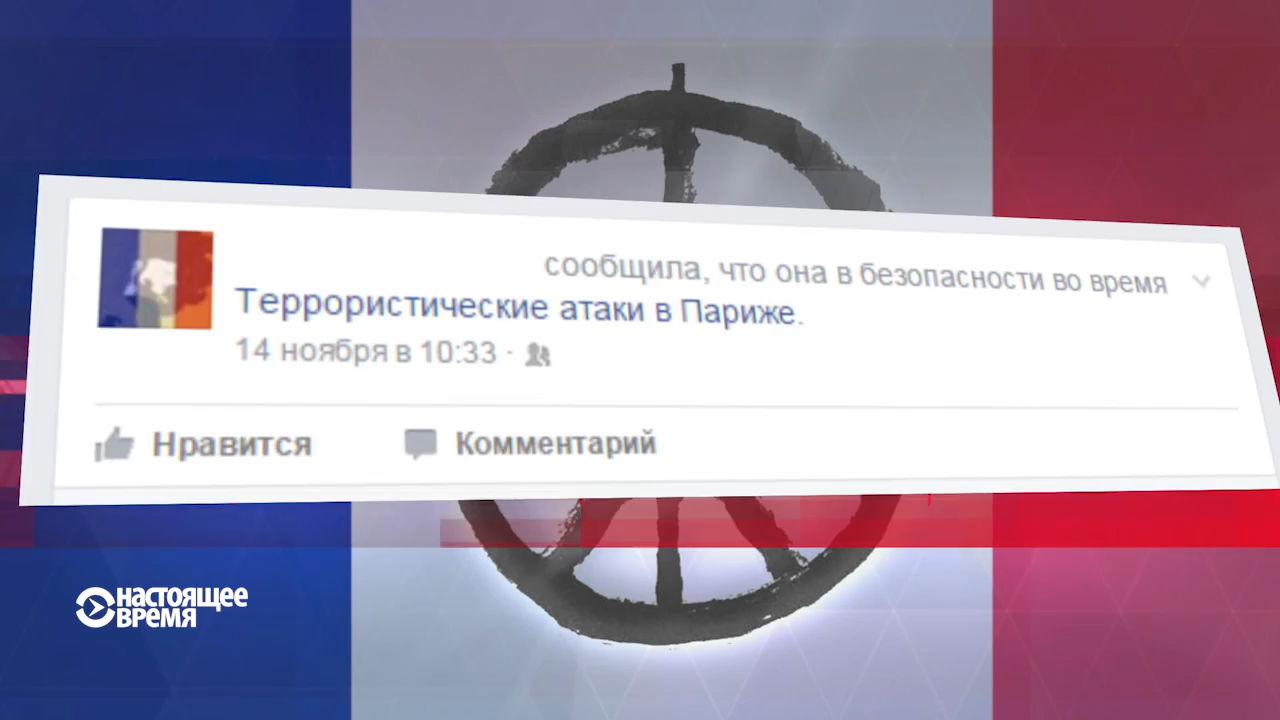 сообщила, что она в безопасности во время
Террористические атаки в Париже.
14 ноября в 10:33 ·
Нравится Комментарий
НАСТОЯЩЕЕ
ВРЕМЯ